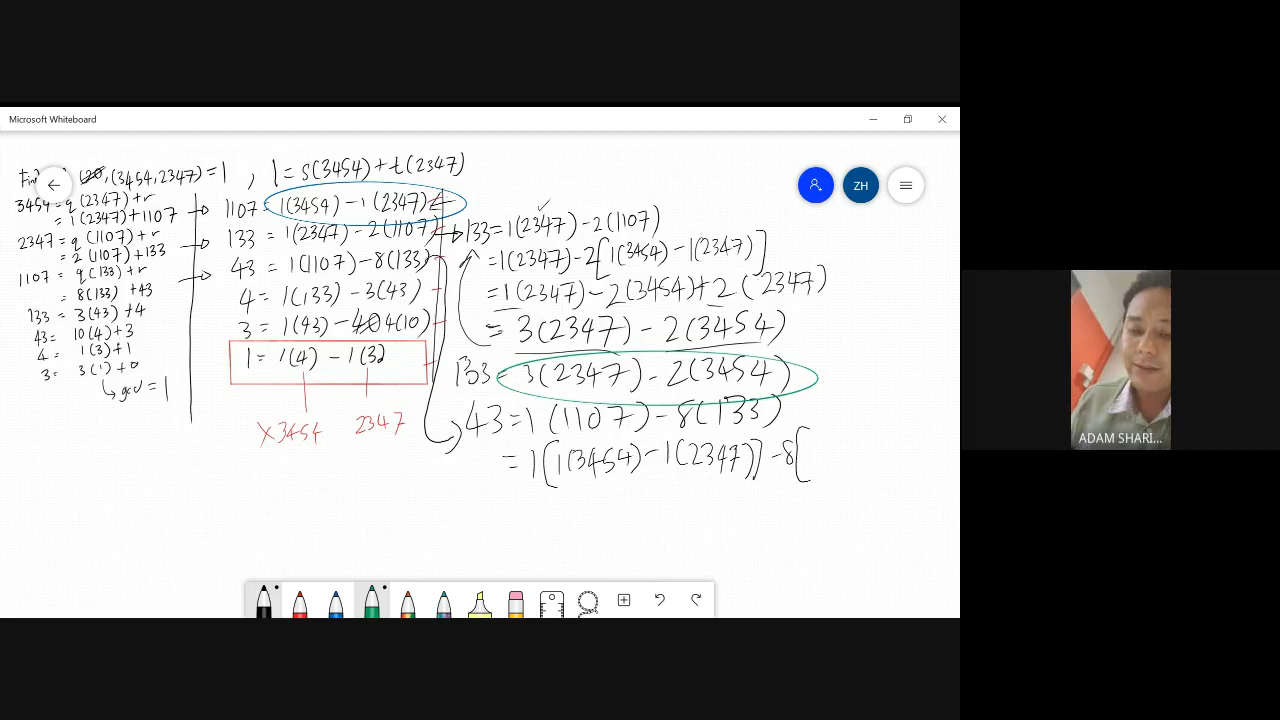 Microsoft Whiteboard
(3454, 2347) = 1 , 1 = s(3454) + t(2347)
3454 = q(2347) + r
= 1(2347) + 1107
2347 = q(1107) + r
= 2(1107) + 133
1107 = q(133) + r
= 8(133) + 43
133 = 3(43) + 4
43 = 10(4) + 3
4 = 1(3) + 1
3 = 3(1) + 0
↳ gcd = 1
1107 = 1(3454) - 1(2347)
133 = 1(2347) - 2(1107)
43 = 1(1107) - 8(133)
4 = 1(133) - 3(43)
3 = 1(43) - 4(10)
1 = 1(4) - 1(3)
X3454 2347
133 = 1(2347) - 2(1107)
= 1(2347) - 2[1(3454) - 1(2347)]
= 1(2347) - 2(3454) + 2(2347)
= 3(2347) - 2(3454)
133 = 3(2347) - 2(3454)
43 = 1(1107) - 8(133)
= 1[1(3454) - 1(2347)] - 8[
ZH
ADAM SHARI...